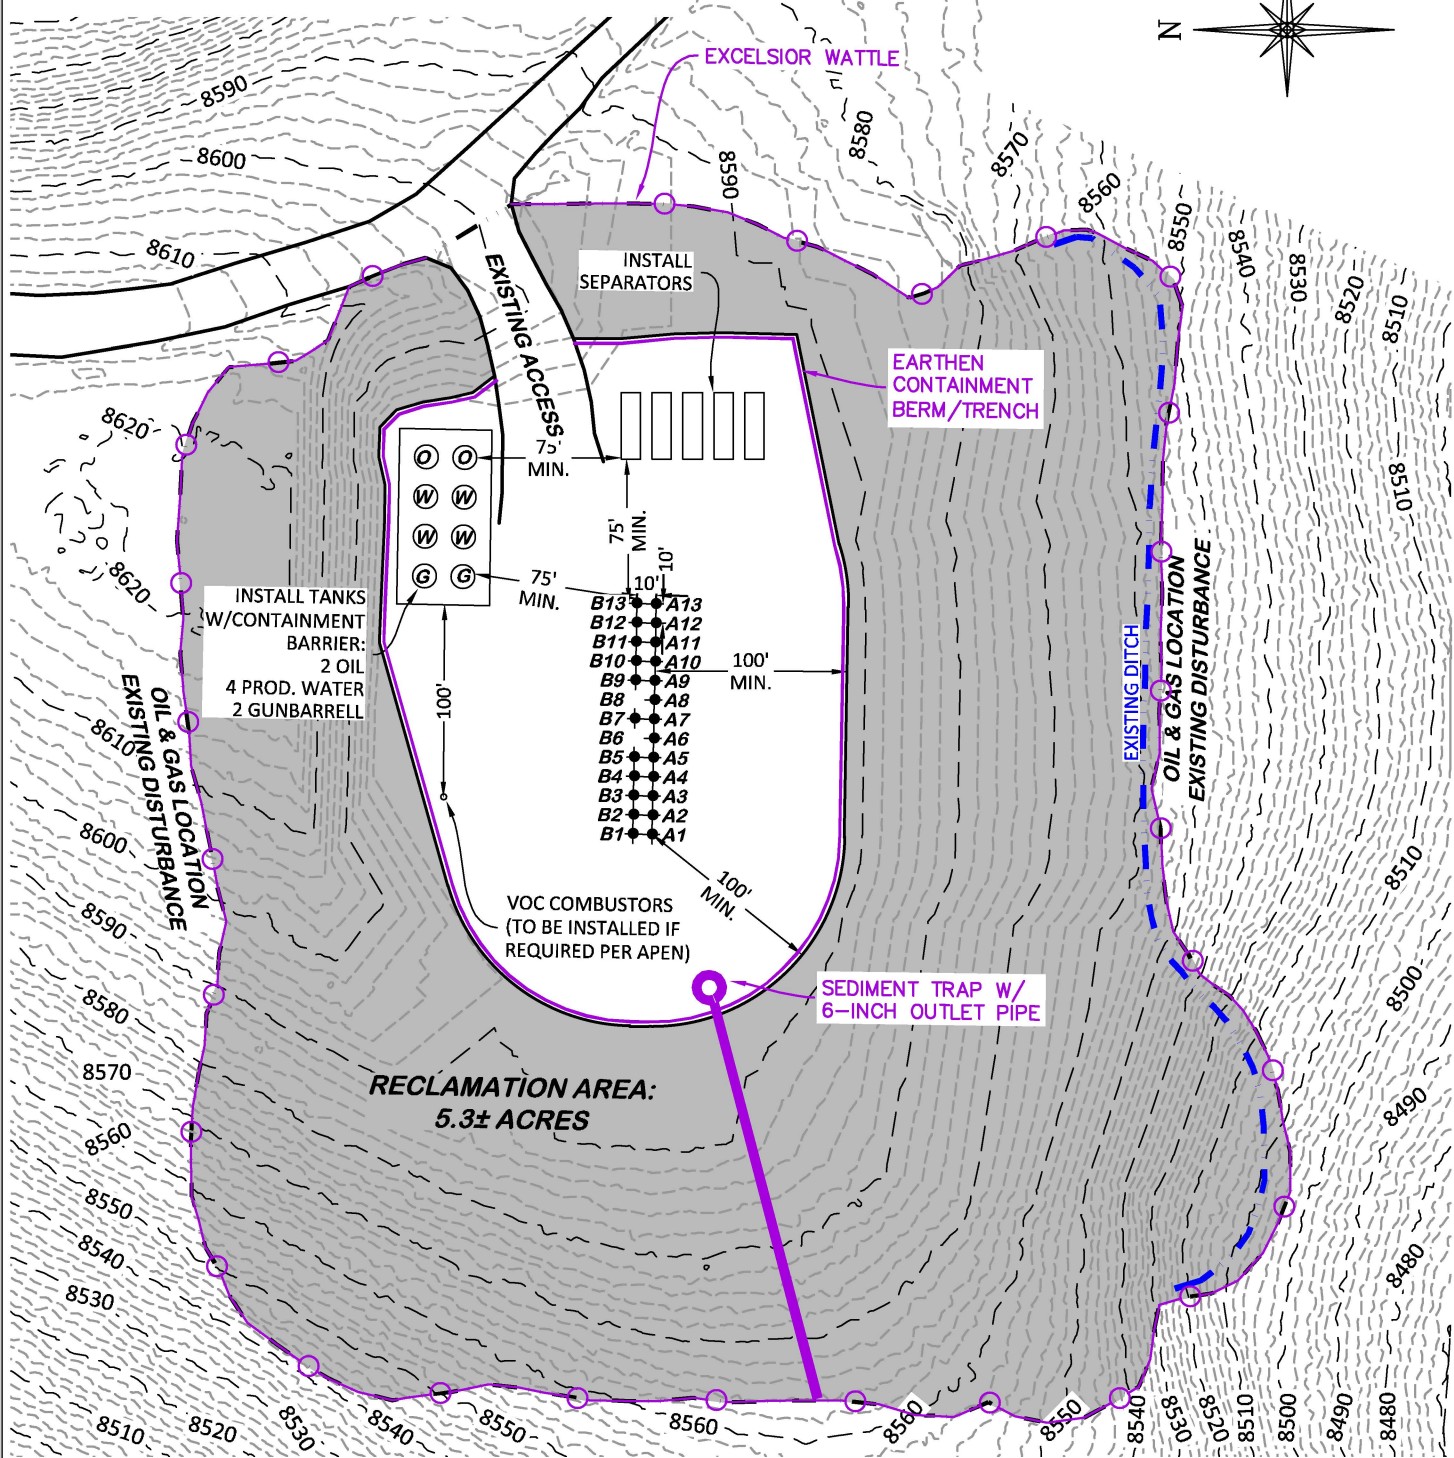 N
EXCELSIOR WATTLE
8590
8600
8610
8580
8590
8570
8560
8550
8540
8530
8520
8510
INSTALL
SEPARATORS
EXISTING ACCESS
EARTHEN
CONTAINMENT
BERM/TRENCH
8620
8620
O O
W W
W W
G G
75'
MIN.
75'
MIN.
75'
MIN.
10'
10'
8510
INSTALL TANKS
W/CONTAINMENT
BARRIER:
2 OIL
4 PROD. WATER
2 GUNBARRELL
B13 A13
B12 A12
B11 A11
B10 A10
B9 A9
B8 A8
B7 A7
B6 A6
B5 A5
B4 A4
B3 A3
B2 A2
B1 A1
100'
MIN.
100'
100'
MIN.
EXISTING DITCH
OIL & GAS LOCATION
EXISTING DISTURBANCE
OIL & GAS LOCATION
EXISTING DISTURBANCE
8610
8600
8590
8580
8570
8560
8550
8540
8530
VOC COMBUSTORS
(TO BE INSTALLED IF
REQUIRED PER APEN)
SEDIMENT TRAP W/
6-INCH OUTLET PIPE
RECLAMATION AREA:
5.3± ACRES
8510
8500
8490
8480
8510
8520
8530
8540
8550
8560
8560
8550
8540
8530
8520
8510
8500
8490
8480